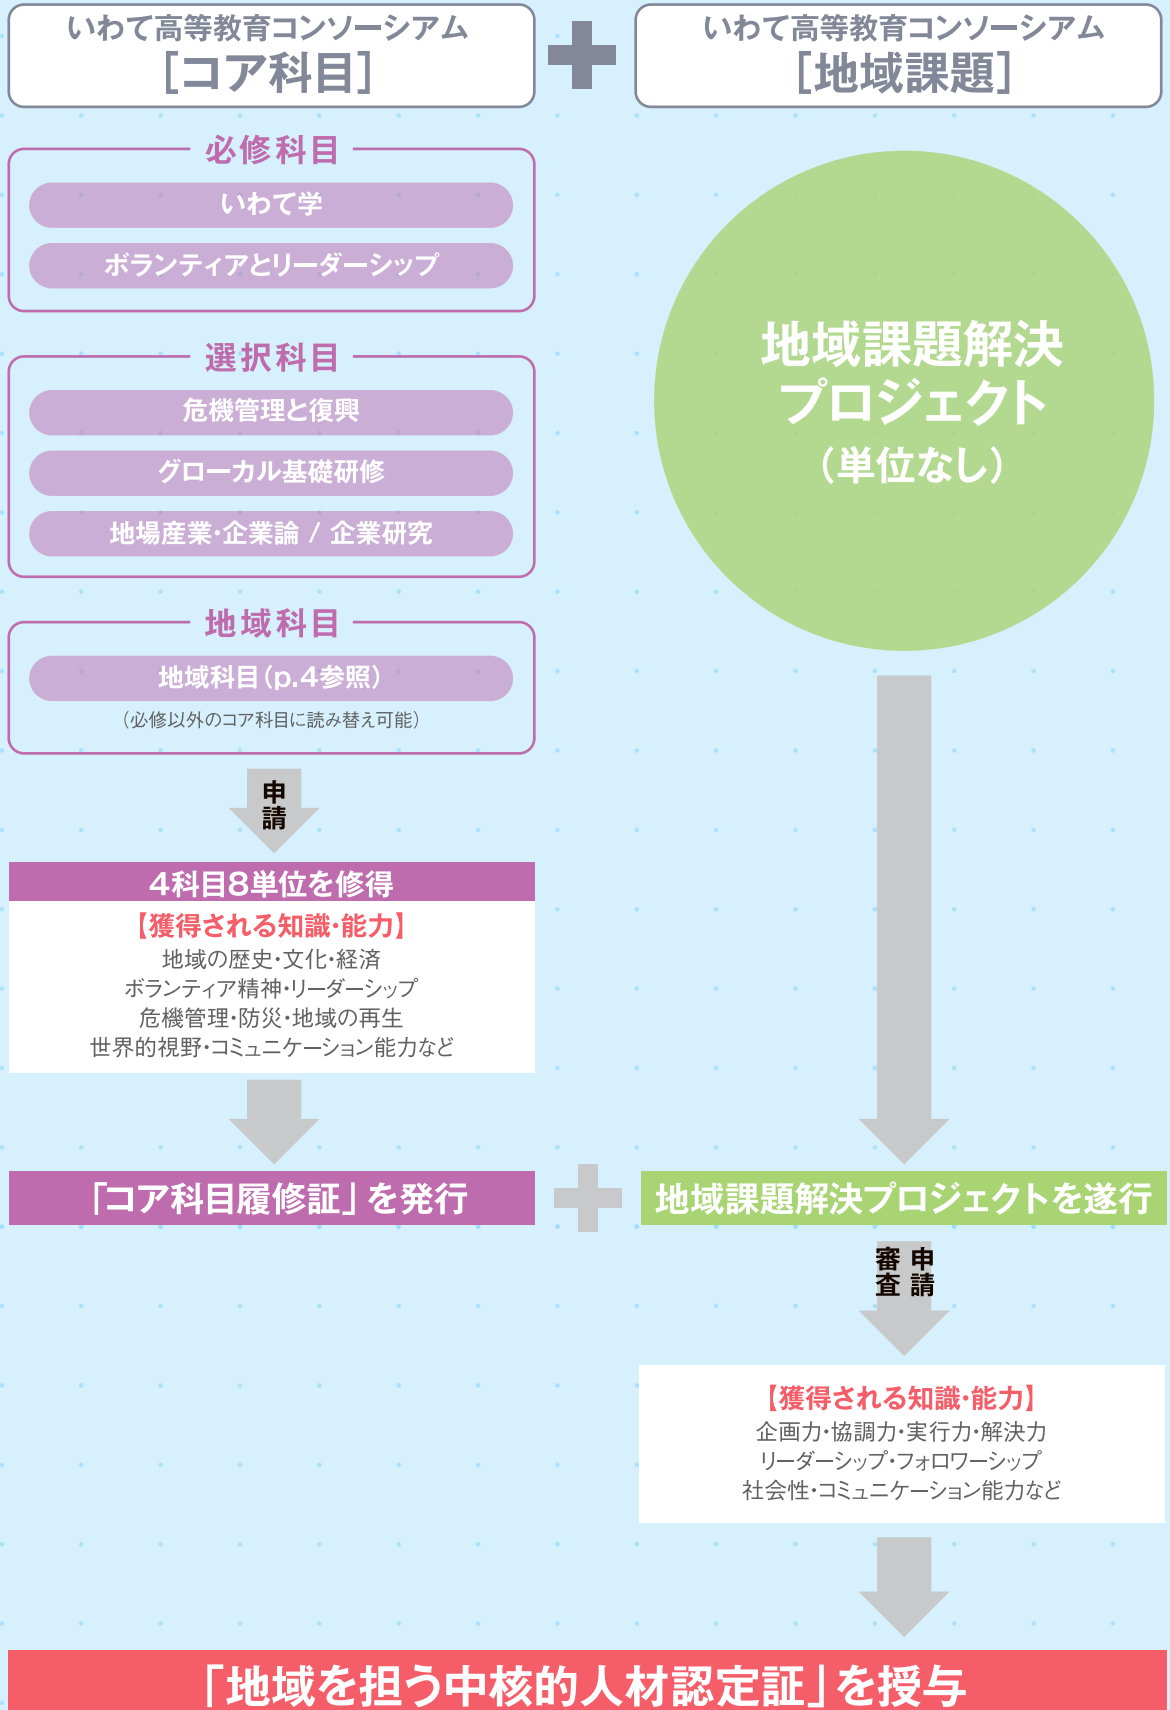 いわて高等教育コンソーシアム
［コア科目］
いわて高等教育コンソーシアム
［地域課題］
必修科目
いわて学
ボランティアとリーダーシップ
選択科目
危機管理と復興
グローカル基礎研修
地場産業・企業論 / 企業研究
地域科目
地域科目（p.4参照）
（必修以外のコア科目に読み替え可能）
申請
4科目8単位を修得
【獲得される知識・能力】
地域の歴史・文化・経済
ボランティア精神・リーダーシップ
危機管理・防災・地域の再生
世界的視野・コミュニケーション能力など
「コア科目履修証」を発行
地域課題解決
プロジェクト
（単位なし）
地域課題解決プロジェクトを遂行
申請
審査
【獲得される知識・能力】
企画力・協調力・実行力・解決力
リーダーシップ・フォロワーシップ
社会性・コミュニケーション能力など
「地域を担う中核的人材認定証」を授与